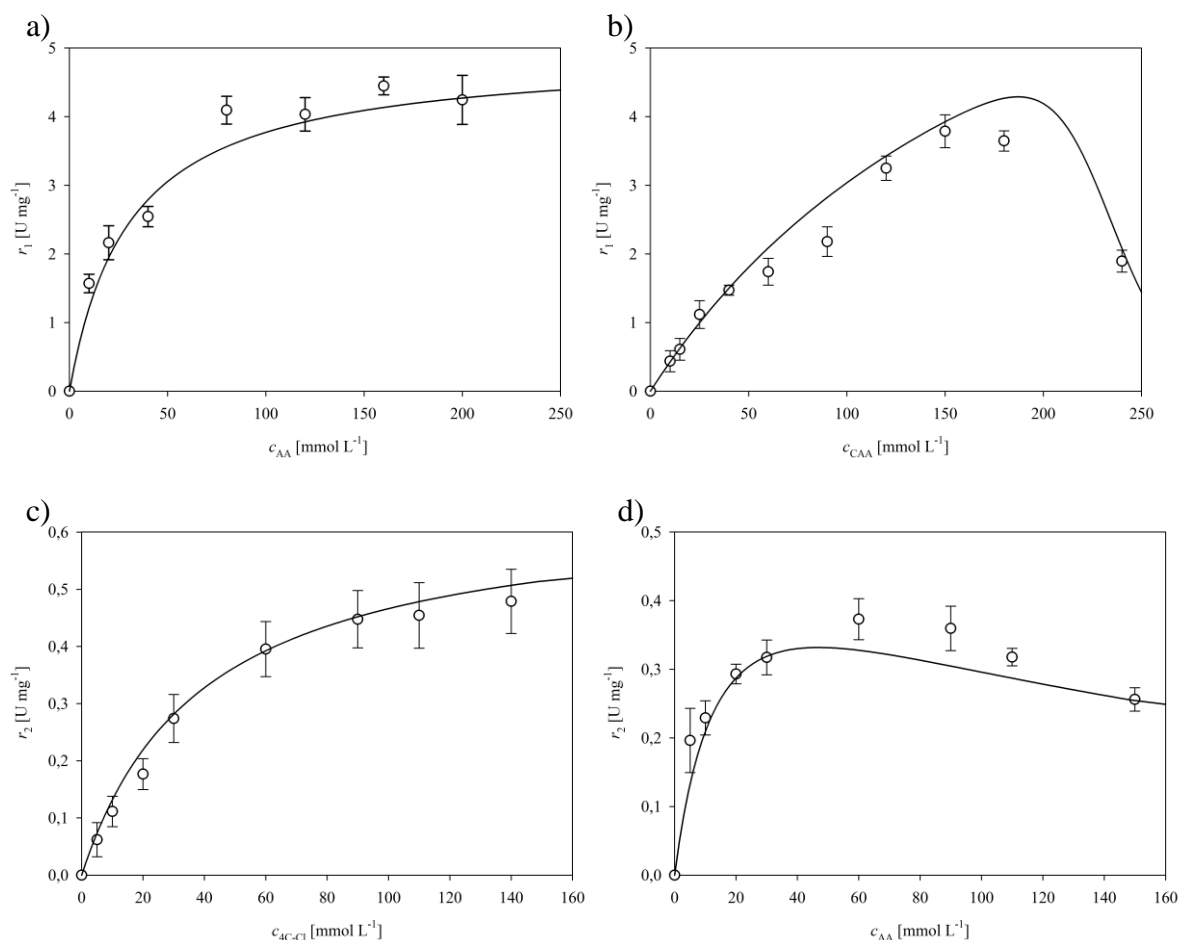 a)
5
4
3
2
1
0
r1 [U mg-1]
0 50 100 150 200 250
cAA [mmol L-1]
b)
5
4
3
2
1
0
r1 [U mg-1]
0 50 100 150 200 250
cCAA [mmol L-1]
c)
0,6
0,5
0,4
0,3
0,2
0,1
0,0
r2 [U mg-1]
0 20 40 60 80 100 120 140 160
c4C-Cl [mmol L-1]
d)
0,5
0,4
0,3
0,2
0,1
0,0
r2 [U mg-1]
0 20 40 60 80 100 120 140 160
cAA [mmol L-1]